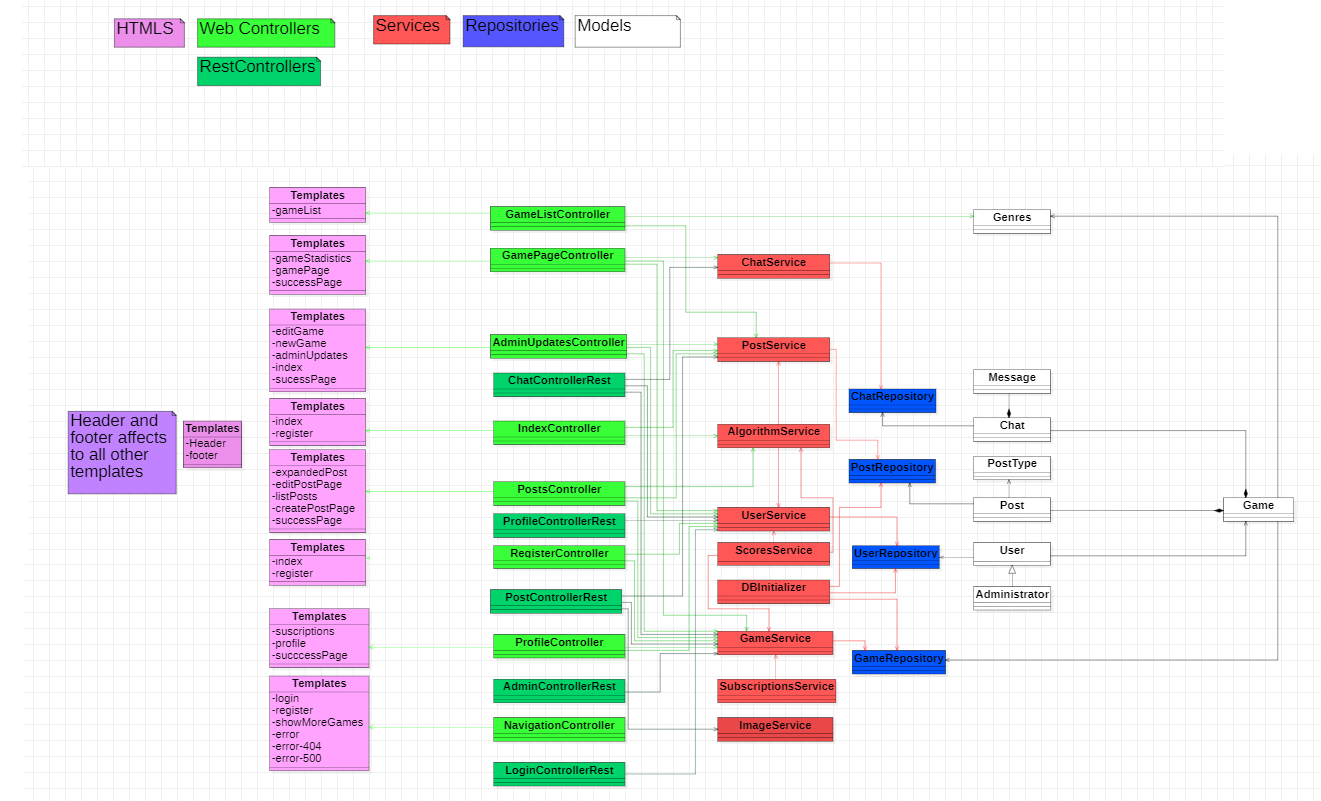 HTMLS
Web Controllers
Services
Repositories
Models
RestControllers
Templates
-gameList
Templates
-gameStadistics
-gamePage
-successPage
Templates
-editGame
-newGame
-adminUpdates
-index
-sucessPage
Templates
-index
-register
Header and
footer affects
to all other
templates
Templates
-Header
-footer
Templates
-expandedPost
-editPostPage
-listPosts
-createPostPage
-successPage
Templates
-index
-register
Templates
-suscriptions
-profile
-succcessPage
Templates
-login
-register
-showMoreGames
-error
-error-404
-error-500
GameListController
GamePageController
AdminUpdatesController
ChatControllerRest
IndexController
PostsController
ProfileControllerRest
RegisterController
PostControllerRest
ProfileController
AdminControllerRest
NavigationController
LoginControllerRest
ChatService
PostService
AlgorithmService
UserService
ScoresService
DBInitializer
GameService
SubscriptionsService
ImageService
ChatRepository
PostRepository
UserRepository
GameRepository
Genres
Message
Chat
PostType
Post
User
Administrator
Game